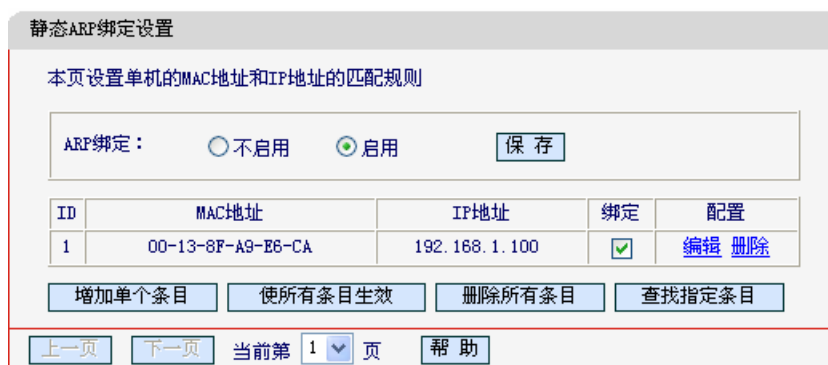 静态ARP绑定设置
本页设置单机的MAC地址和IP地址的匹配规则
ARP绑定： 不启用 启用 保 存
ID MAC地址 IP地址 绑定 配置
1 00-13-8F-A9-E6-CA 192.168.1.100 编辑 删除
增加单个条目 使所有条目生效 删除所有条目 查找指定条目
上一页 下一页 当前第 1 页 帮 助